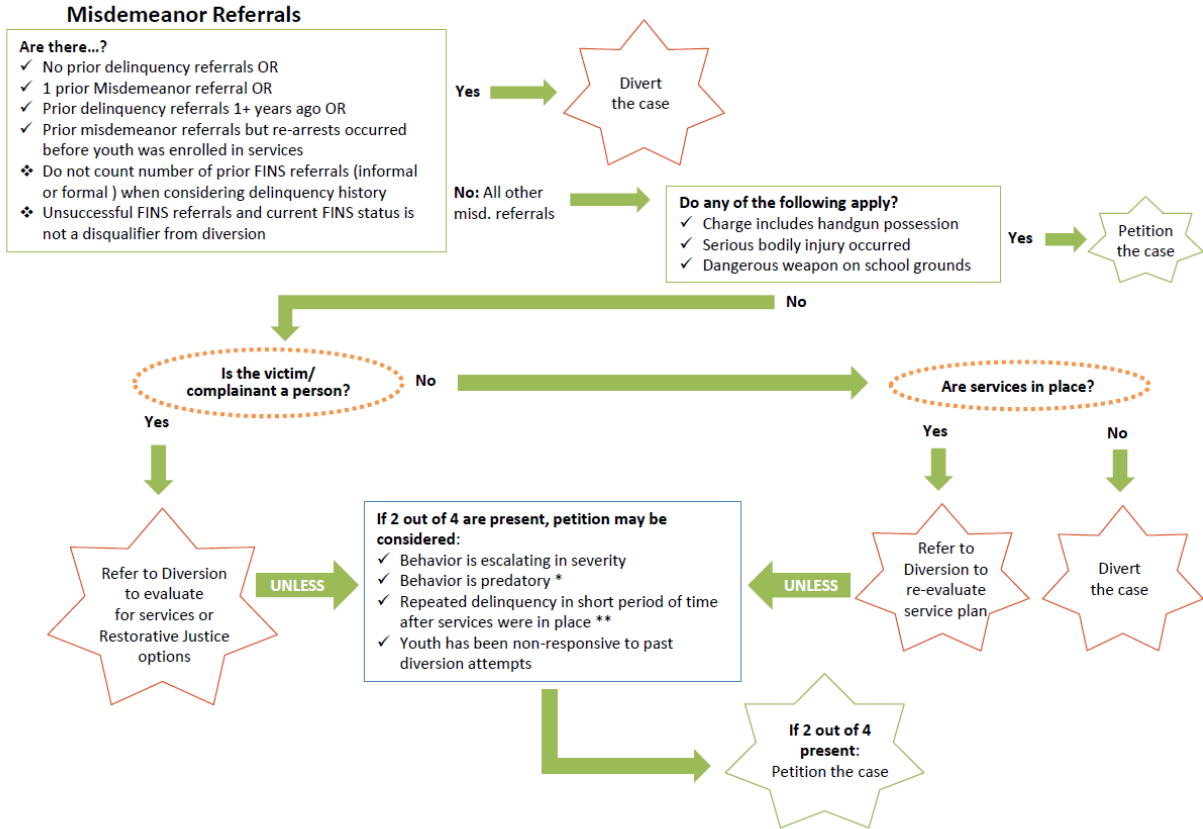 Misdemeanor Referrals
Are there…?
✓ No prior delinquency referrals OR
✓ 1 prior Misdemeanor referral OR
✓ Prior delinquency referrals 1+ years ago OR
✓ Prior misdemeanor referrals but re-arrests occurred
before youth was enrolled in services
❖ Do not count number of prior FINS referrals (informal
or formal ) when considering delinquency history
❖ Unsuccessful FINS referrals and current FINS status is
not a disqualifier from diversion
Yes
Divert
the case
No: All other
misd. referrals
Do any of the following apply?
✓ Charge includes handgun possession
✓ Serious bodily injury occurred
✓ Dangerous weapon on school grounds
Yes
Petition
the case
No
Is the victim/
complainant a person?
No
Are services in place?
Yes
Yes
No
Refer to Diversion
to evaluate
for services or
Restorative Justice
options
UNLESS
If 2 out of 4 are present, petition may be
considered:
✓ Behavior is escalating in severity
✓ Behavior is predatory *
✓ Repeated delinquency in short period of time
after services were in place **
✓ Youth has been non-responsive to past
diversion attempts
UNLESS
Refer to
Diversion to
re-evaluate
service plan
Divert
the case
If 2 out of 4
present:
Petition the case